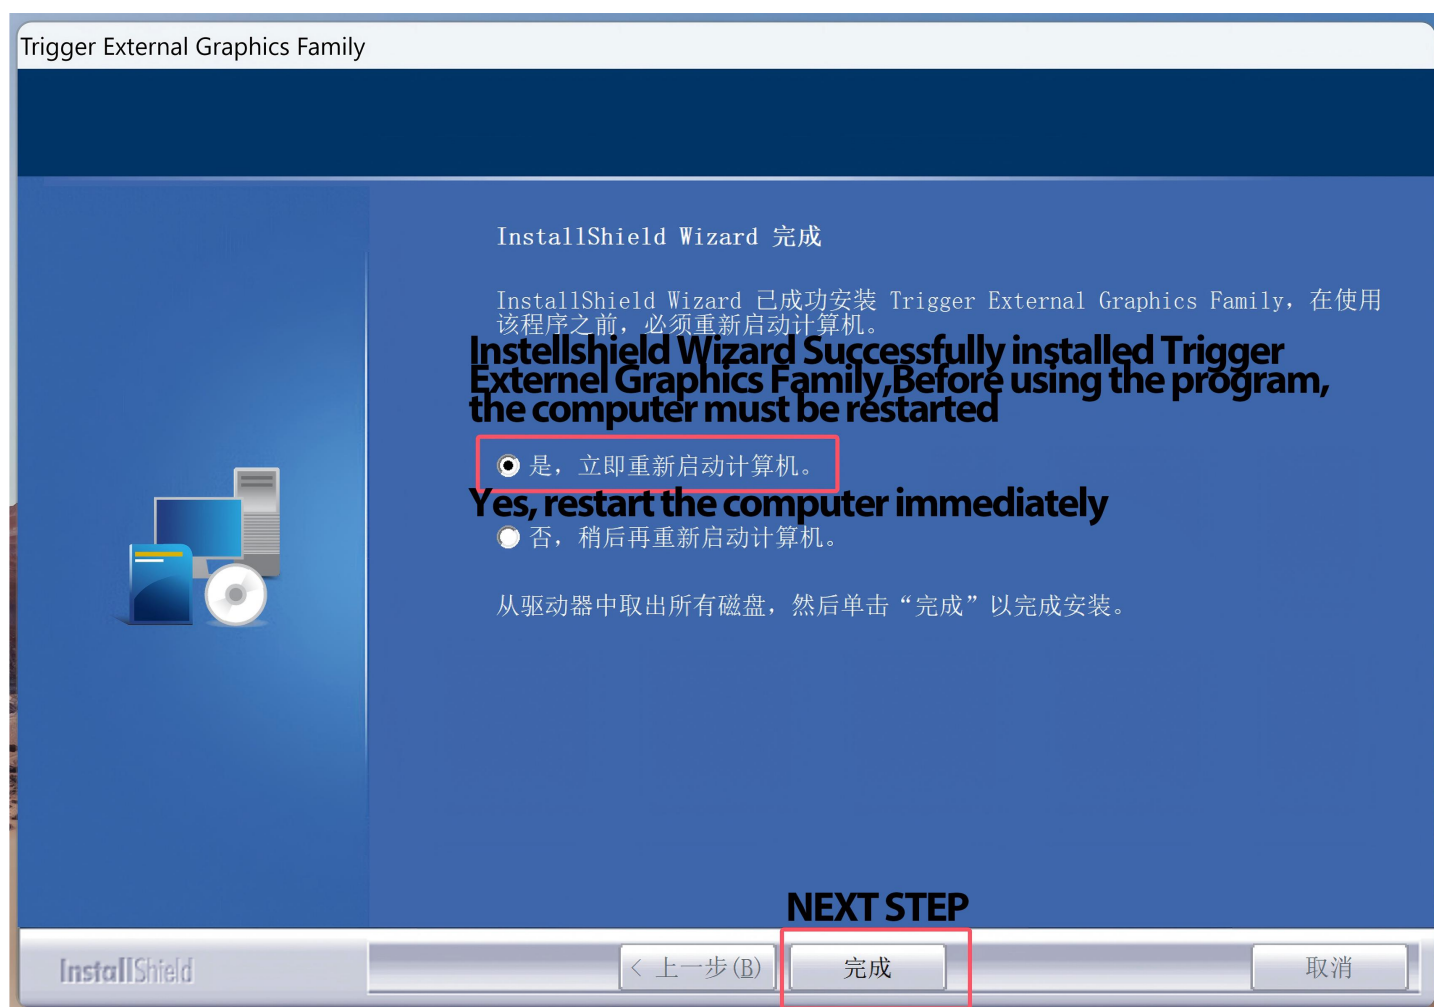 Trigger External Graphics Family
InstallShield Wizard 完成
InstallShield Wizard 已成功安装 Trigger External Graphics Family，在使用
该程序之前，必须重新启动计算机。
Instellshield Wizard Successfully installed Trigger
Externel Graphics Family,Before using the program,
the computer must be restarted
是，立即重新启动计算机。
Yes, restart the computer immediately
否，稍后再重新启动计算机。
从驱动器中取出所有磁盘，然后单击“完成”以完成安装。
NEXT STEP
InstallShield
< 上一步(B)
完成
取消